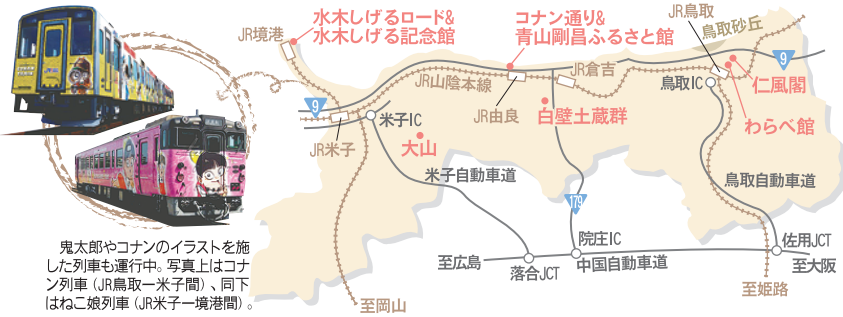 水木しげるロード&
水木しげる記念館
コナン通り&
青山剛昌ふるさと館
JR鳥取
鳥取砂丘
JR境港
JR山陰本線
JR倉吉
鳥取IC
仁風閣
わらべ館
9
9
JR米子
米子IC
JR由良
白壁土蔵群
大山
米子自動車道
鳥取自動車道
179
院庄IC
佐用JCT
至広島
落合JCT
中国自動車道
至大阪
至岡山
至姫路
鬼太郎やコナンのイラストを施
した列車も運行中。写真上はコナ
ン列車(JR鳥取ー米子間)、同下
はねこ娘列車(JR米子ー境港間)。